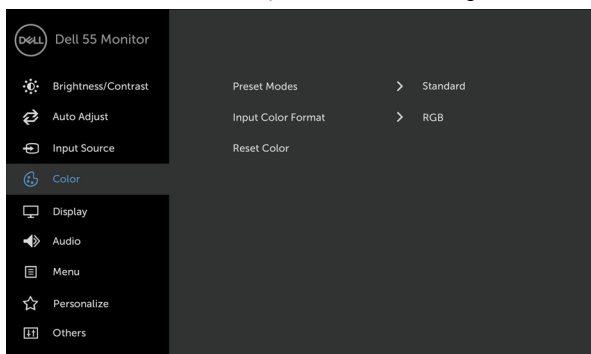 DELL Dell 55 Monitor
Brightness/Contrast
Auto Adjust
Input Source
Color
Display
Audio
Menu
Personalize
Others
Preset Modes > Standard
Input Color Format > RGB
Reset Color